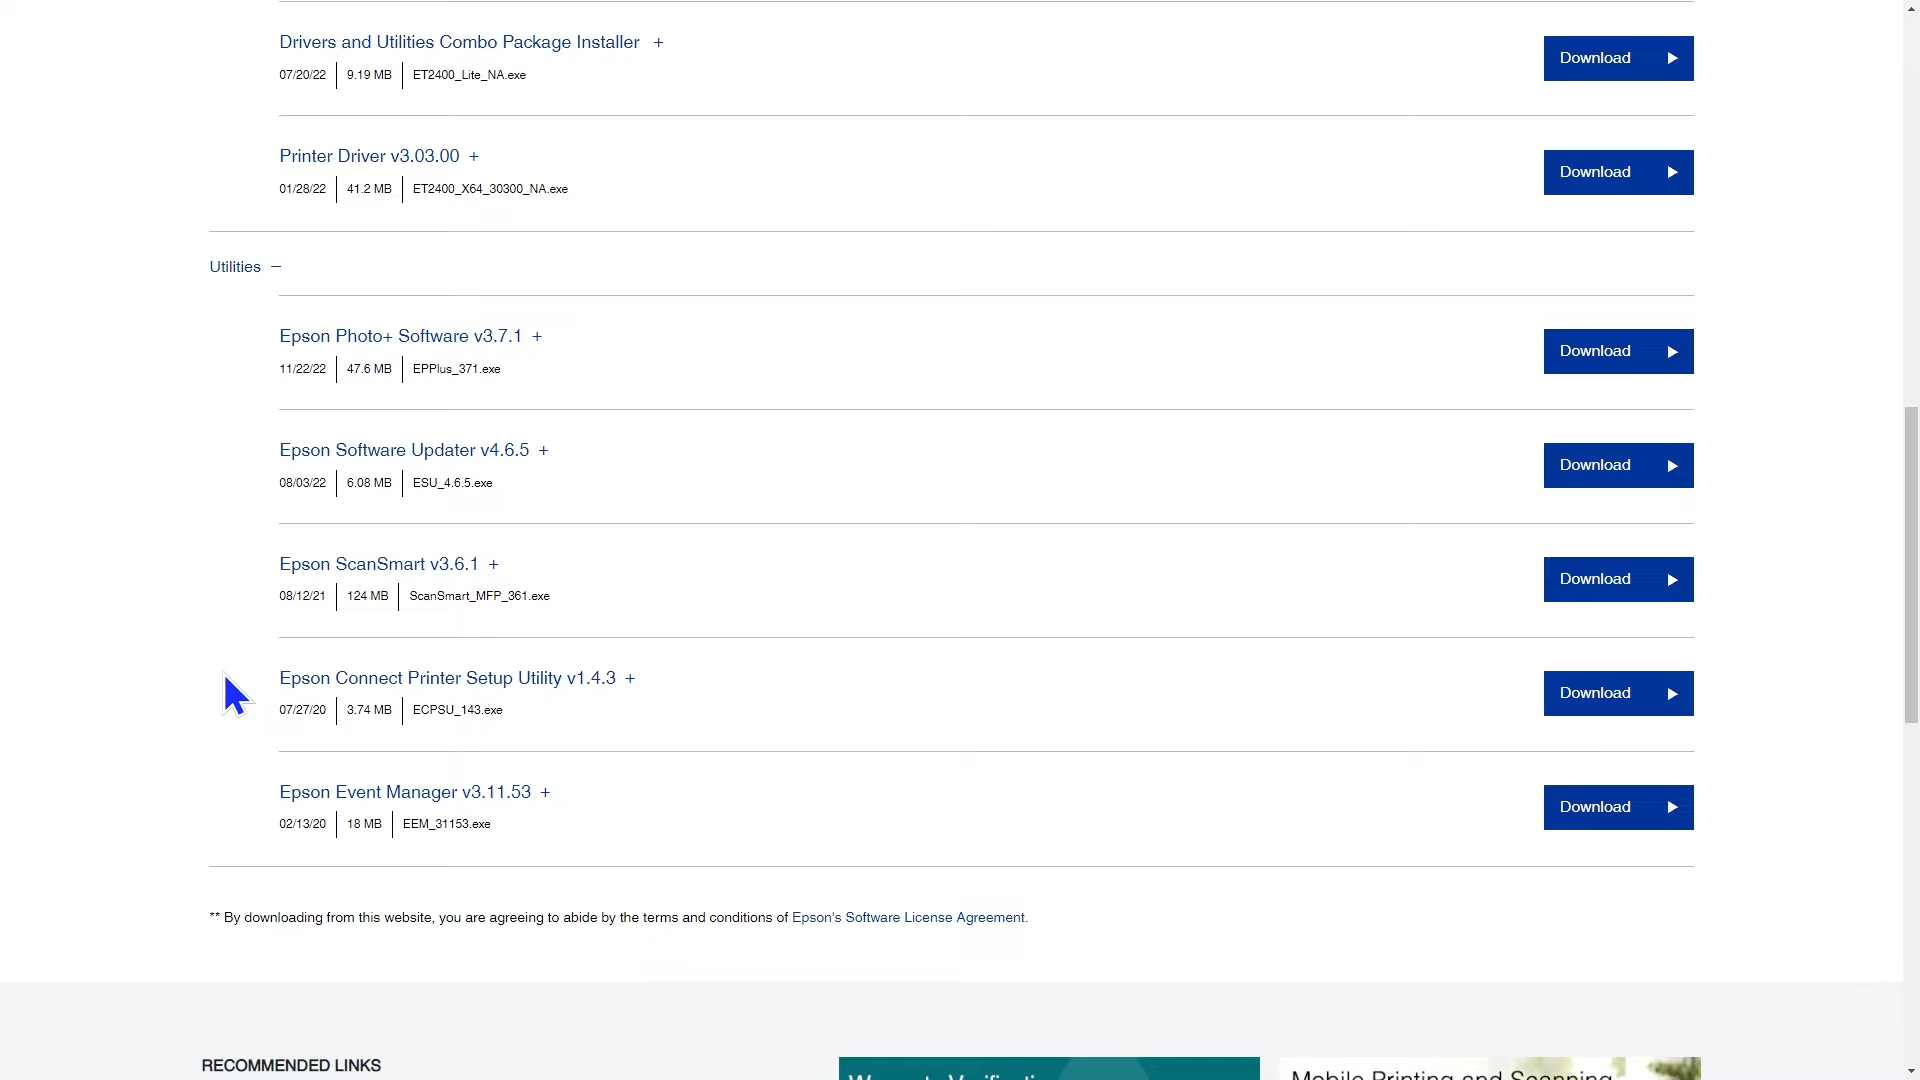 Drivers and Utilities Combo Package Installer +
07/20/22 9.19 MB ET2400_Lite_NA.exe
Download
Printer Driver v3.03.00 +
01/28/22 41.2 MB ET2400_X64_30300_NA.exe
Download
Utilities –
Epson Photo+ Software v3.7.1 +
11/22/22 47.6 MB EPPlus_371.exe
Download
Epson Software Updater v4.6.5 +
08/03/22 6.08 MB ESU_4.6.5.exe
Download
Epson ScanSmart v3.6.1 +
08/12/21 124 MB ScanSmart_MFP_361.exe
Download
Epson Connect Printer Setup Utility v1.4.3 +
07/27/20 3.74 MB ECPSU_143.exe
Download
Epson Event Manager v3.11.53 +
02/13/20 18 MB EEM_31153.exe
Download
** By downloading from this website, you are agreeing to abide by the terms and conditions of Epson's Software License Agreement.
RECOMMENDED LINKS
Mobile Printing and Scanning